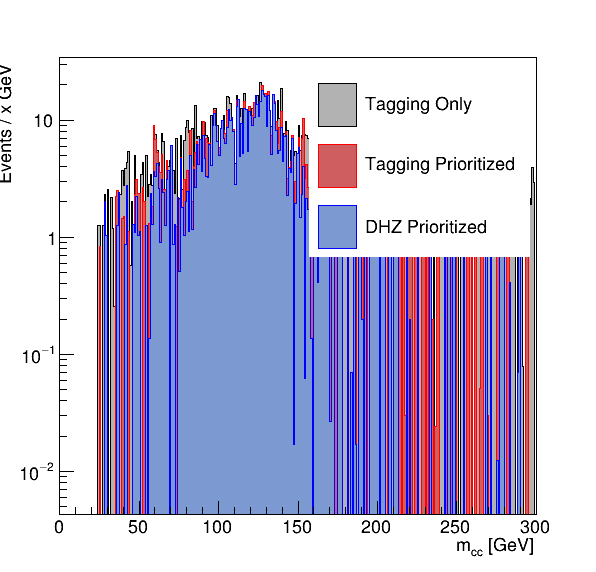 Events / x GeV
Tagging Only
Tagging Prioritized
DHZ Prioritized
10
1
10⁻¹
10⁻²
0 50 100 150 200 250 300
m_cc [GeV]